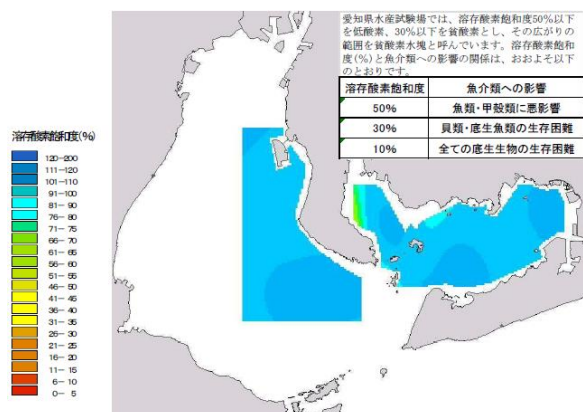 愛知県水産試験場では、溶存酸素飽和度50%以下
を低酸素、30%以下を貧酸素とし、その広がりの
範囲を貧酸素水塊と呼んでいます。溶存酸素飽和
度(%)と魚介類への影響の関係は、おおよそ以下
のとおりです。
溶存酸素飽和度 魚介類への影響
50% 魚類・甲殻類に悪影響
30% 貝類・底生魚類の生存困難
10% 全ての底生生物の生存困難
溶存酸素飽和度(%)
120-200
111-120
101-110
91-100
81-90
76-80
71-75
66-70
61-65
56-60
51-55
46-50
41-45
36-40
31-35
26-30
21-25
16-20
11-15
6-10
0-5